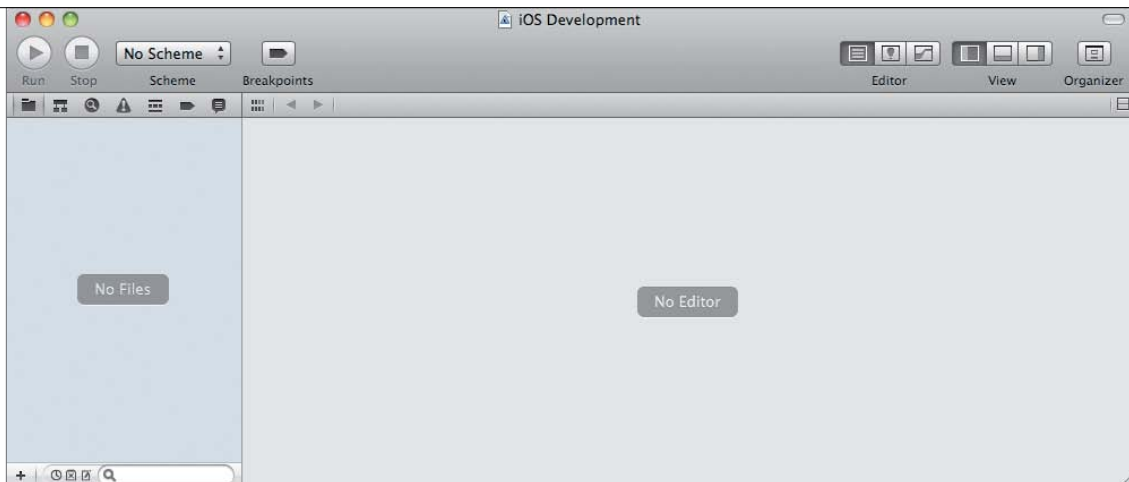 iOS Development
No Scheme
Run Stop Scheme Breakpoints Editor View Organizer
No Files
No Editor